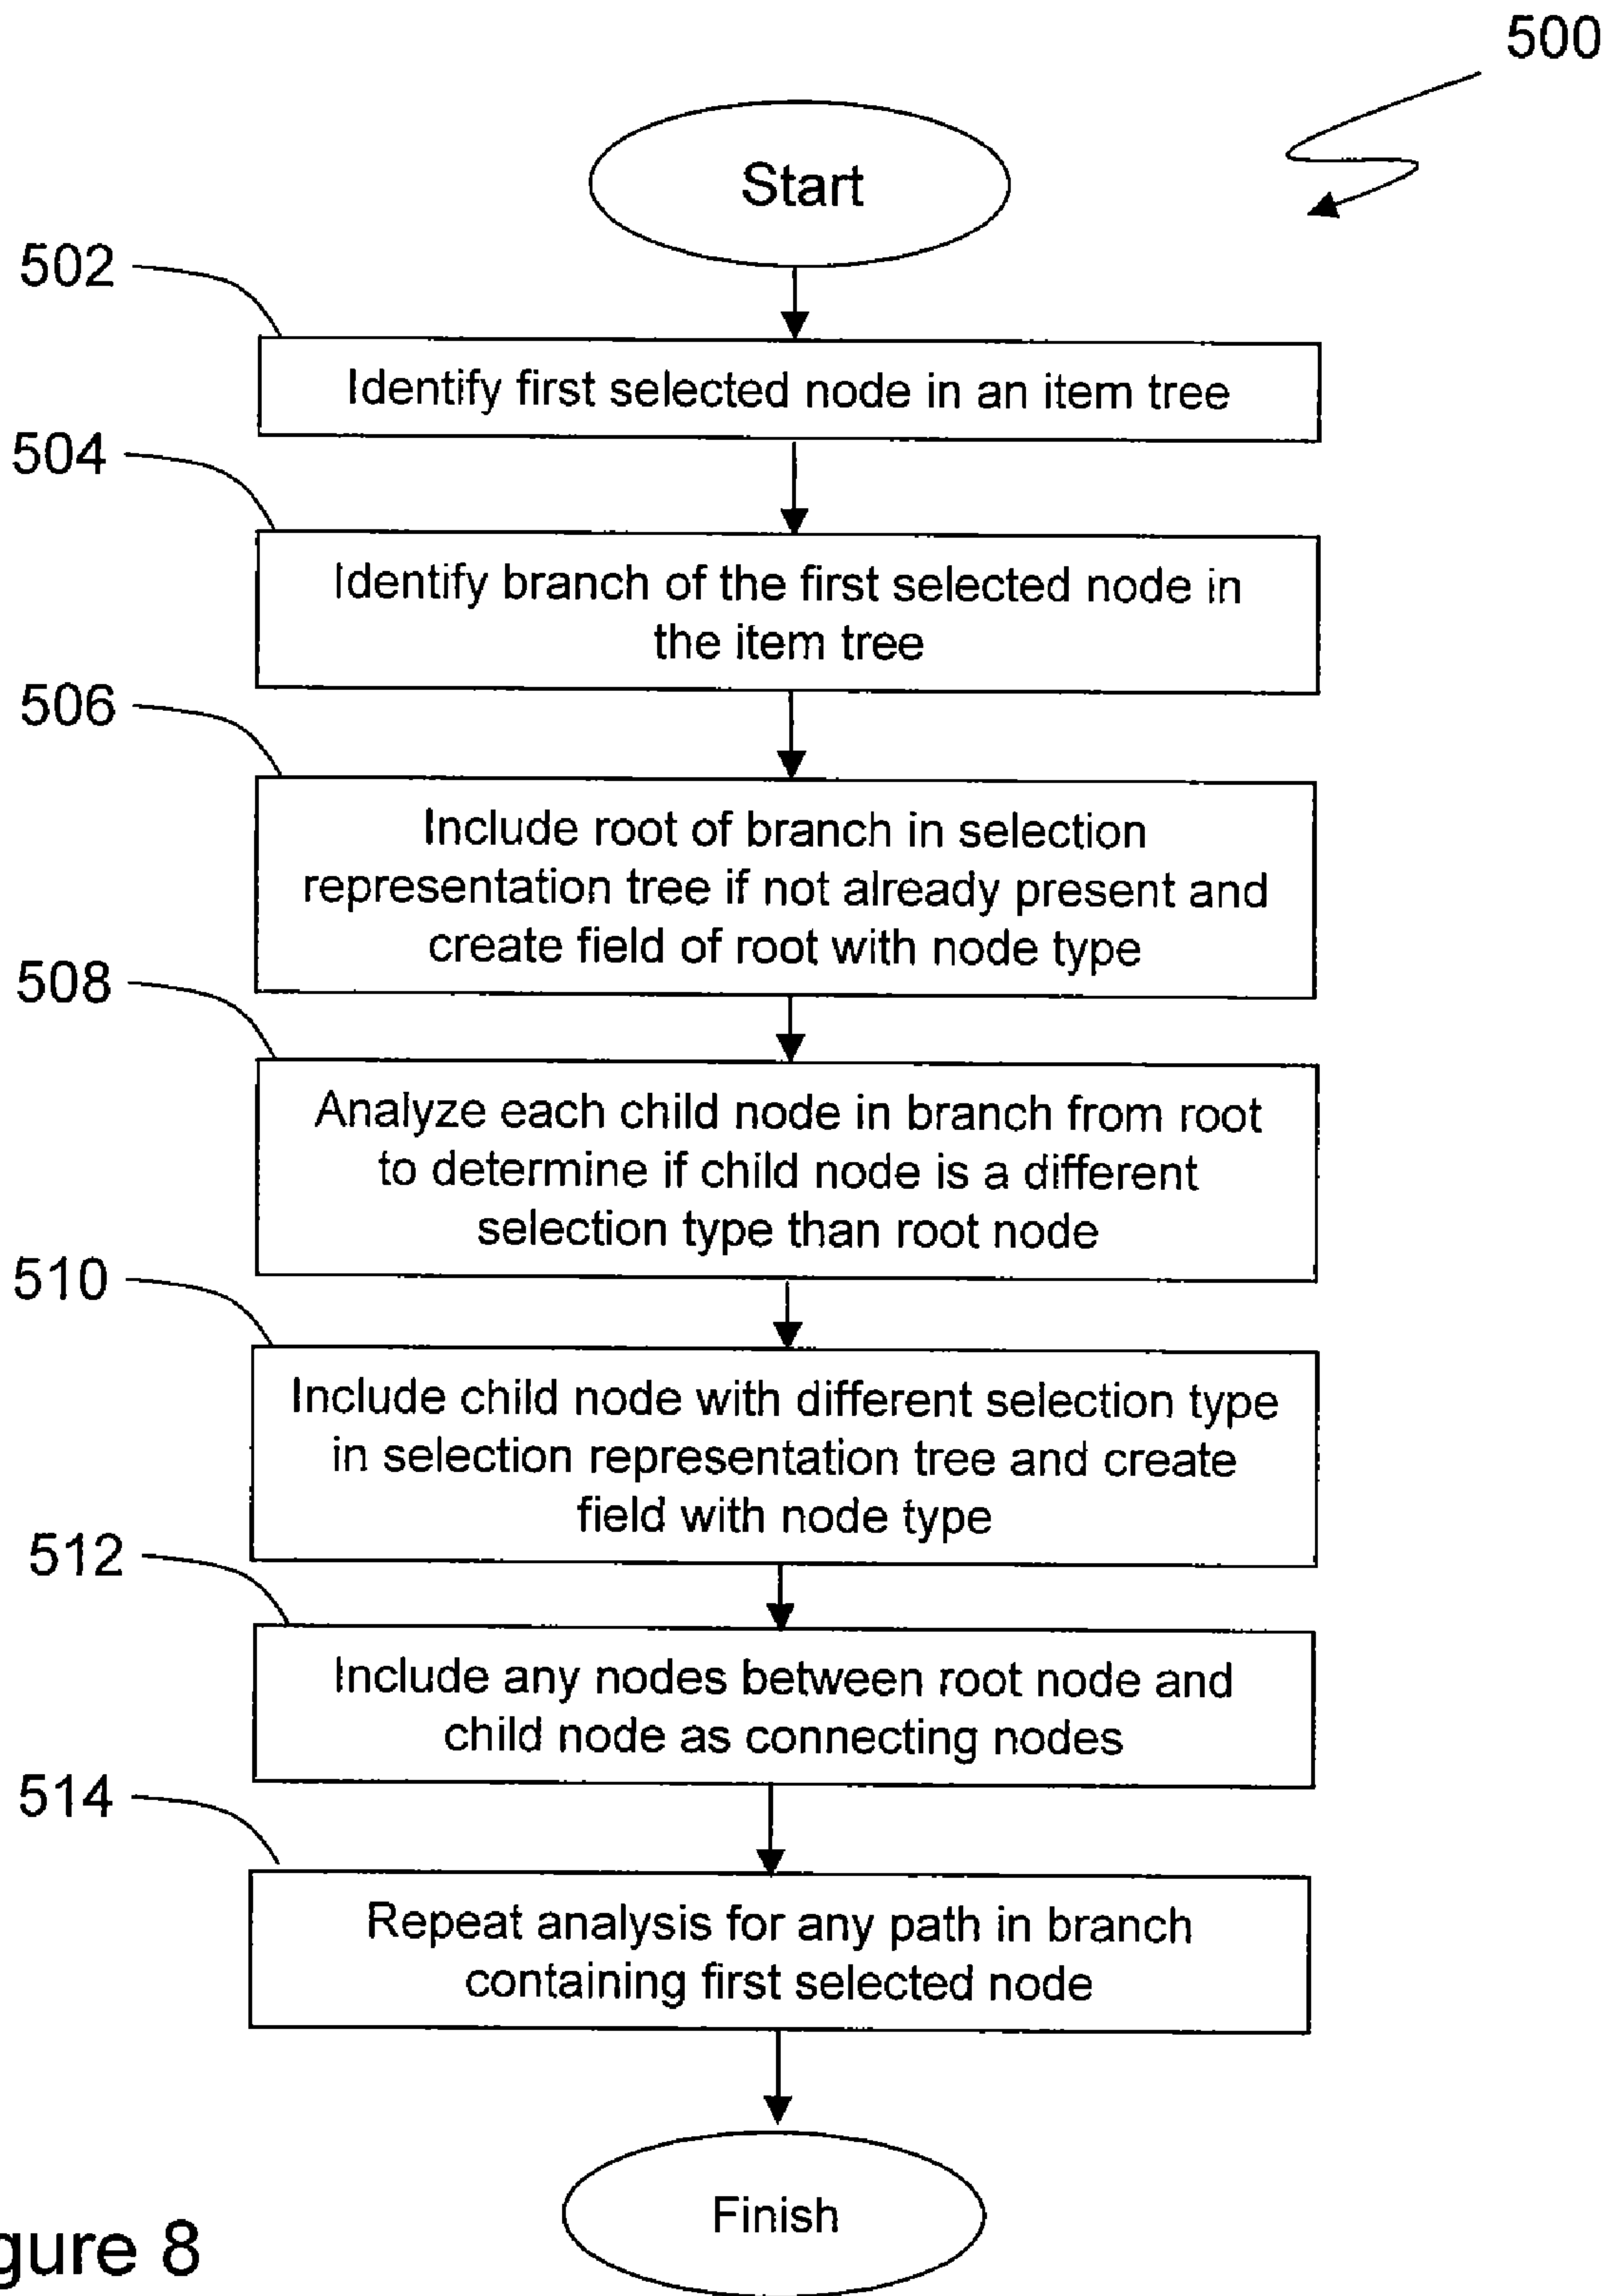 500
Start
502
Identify first selected node in an item tree
504
Identify branch of the first selected node in
the item tree
506
Include root of branch in selection
representation tree if not already present and
create field of root with node type
508
Analyze each child node in branch from root
to determine if child node is a different
selection type than root node
510
Include child node with different selection type
in selection representation tree and create
field with node type
512
Include any nodes between root node and
child node as connecting nodes
514
Repeat analysis for any path in branch
containing first selected node
Finish
gure 8